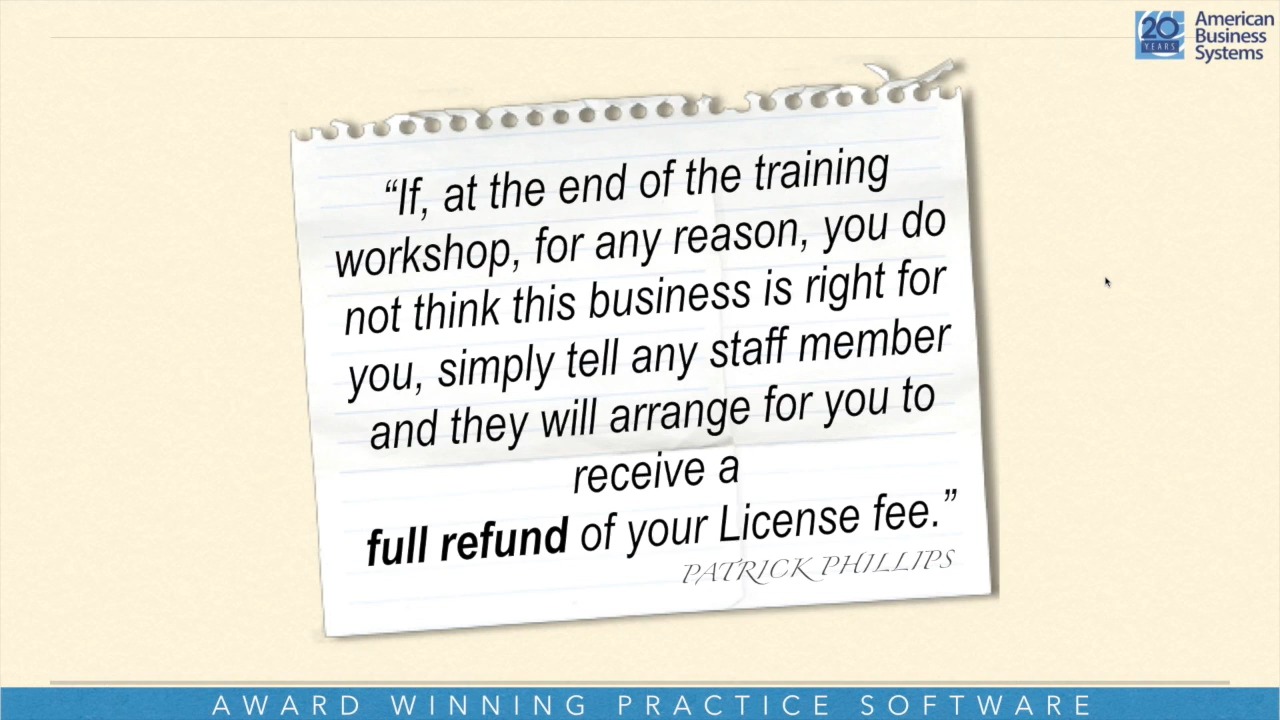 20
YEARS
American
Business
Systems
“If, at the end of the training
workshop, for any reason, you do
not think this business is right for
you, simply tell any staff member
and they will arrange for you to
receive a
full refund of your License fee.”
PATRICK PHILLIPS
AWARD WINNING PRACTICE SOFTWARE